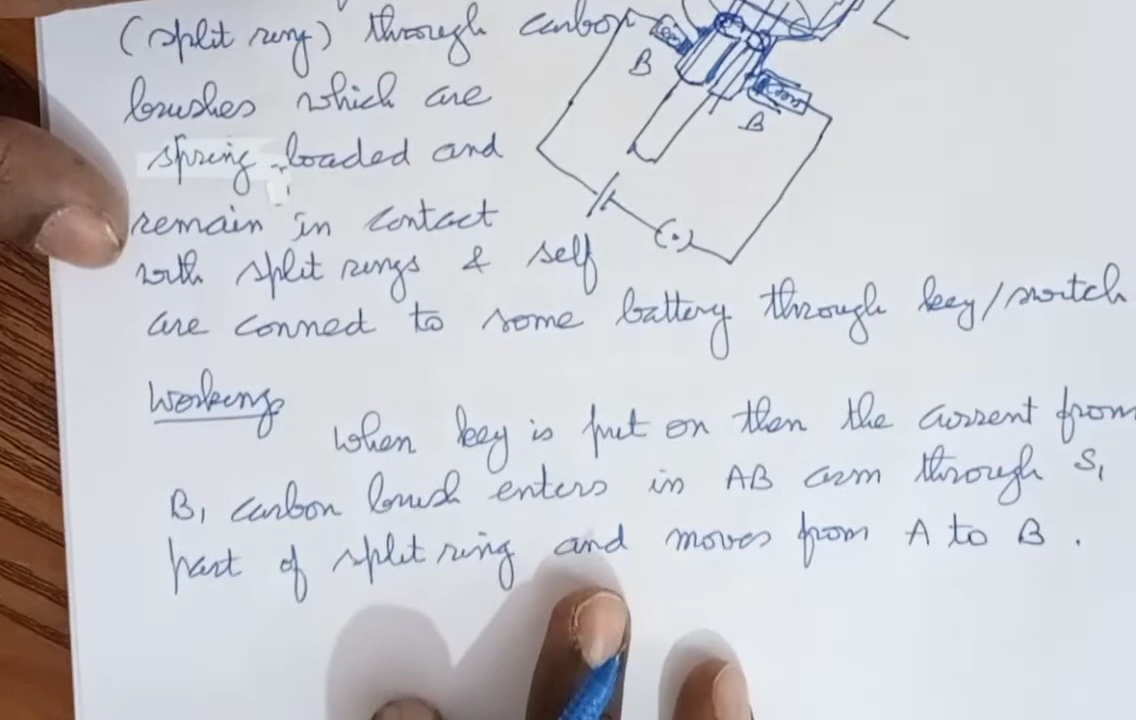 (split ring) through carbon
brushes which are
spring-loaded and
remain in contact
with split rings & self
are conned to some battery through key/switch
B
B
Working
When key is put on then the current from
B1 carbon brush enters in AB arm through S1
part of split ring and moves from A to B.